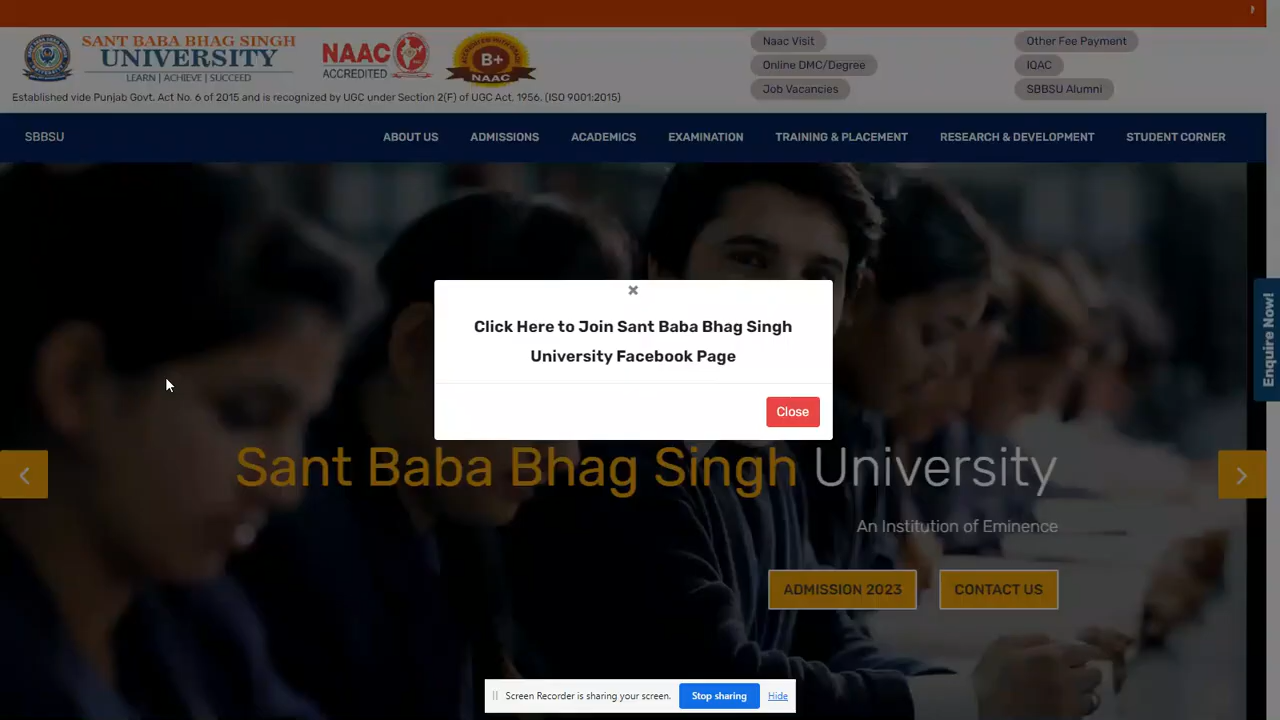 SANT BABA BHAG SINGH
UNIVERSITY
LEARN | ACHIEVE | SUCCEED
NAAC
ACCREDITED
B+
NAAC
Established vide Punjab Govt. Act No. 6 of 2015 and is recognized by UGC under Section 2(F) of UGC Act, 1956. (ISO 9001:2015)
Naac Visit
Online DMC/Degree
Job Vacancies
Other Fee Payment
IQAC
SBBSU Alumni
SBBSU
ABOUT US
ADMISSIONS
ACADEMICS
EXAMINATION
TRAINING & PLACEMENT
RESEARCH & DEVELOPMENT
STUDENT CORNER
Click Here to Join Sant Baba Bhag Singh
University Facebook Page
Close
Enquire Now!
Sant Baba Bhag Singh University
An Institution of Eminence
ADMISSION 2023
CONTACT US
Screen Recorder is sharing your screen.
Stop sharing
Hide